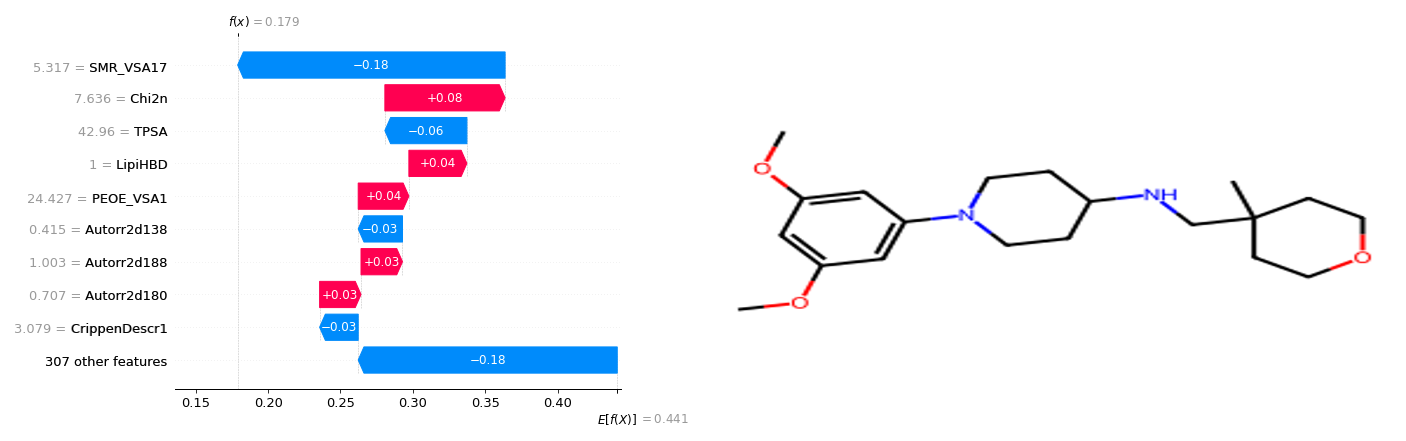 f(x) = 0.179
5.317 = SMR_VSA17
−0.18
7.636 = Chi2n
+0.08
42.96 = TPSA
−0.06
1 = LipiHBD
+0.04
24.427 = PEOE_VSA1
+0.04
0.415 = Autorr2d138
−0.03
1.003 = Autorr2d188
+0.03
0.707 = Autorr2d180
+0.03
3.079 = CrippenDescr1
−0.03
307 other features
−0.18
0.15 0.20 0.25 0.30 0.35 0.40
E[f(X)] = 0.441
O
O
N
NH
O